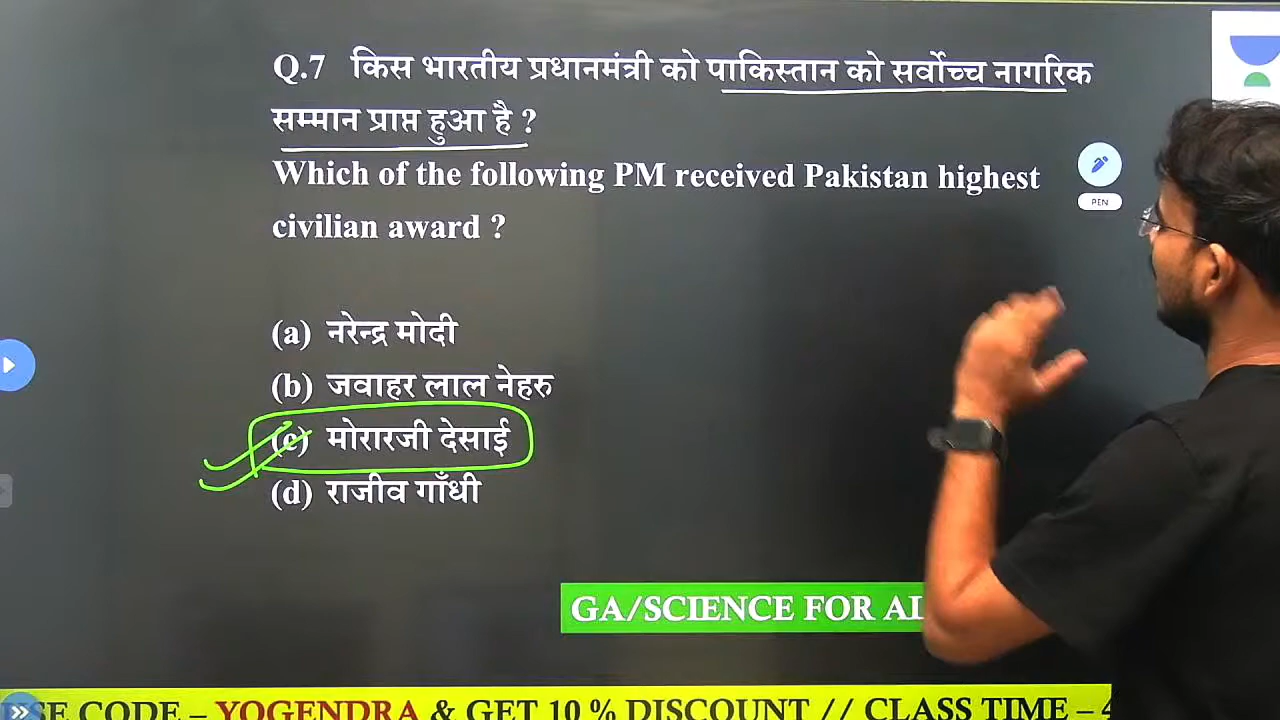 Q.7 किस भारतीय प्रधानमंत्री को पाकिस्तान को सर्वोच्च नागरिक
सम्मान प्राप्त हुआ है ?
Which of the following PM received Pakistan highest
civilian award ?
PEN
(a) नरेन्द्र मोदी
(b) जवाहर लाल नेहरु
(c) मोरारजी देसाई
(d) राजीव गाँधी
GA/SCIENCE FOR
CODE – YOGENDRA & GET 10 % DISCOUNT // CLASS TIME –